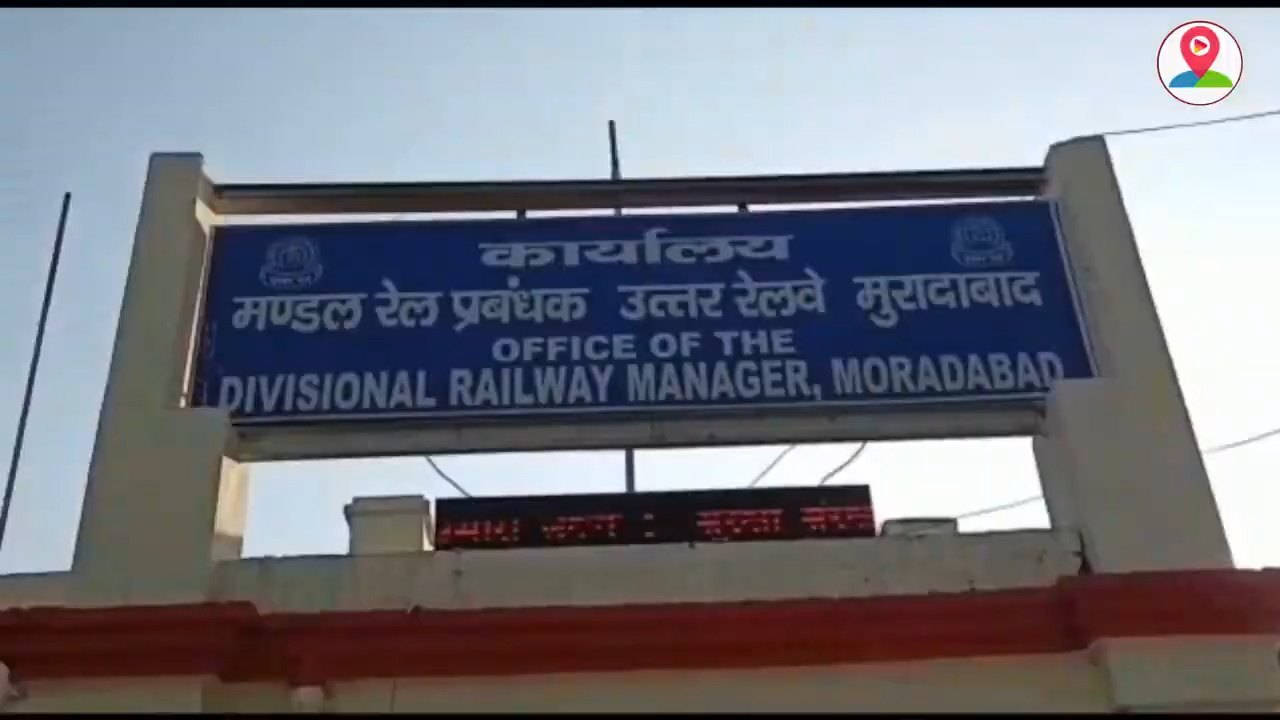 कार्यालय
मण्डल रेल प्रबंधक उत्तर रेलवे मुरादाबाद
OFFICE OF THE
DIVISIONAL RAILWAY MANAGER, MORADABAD